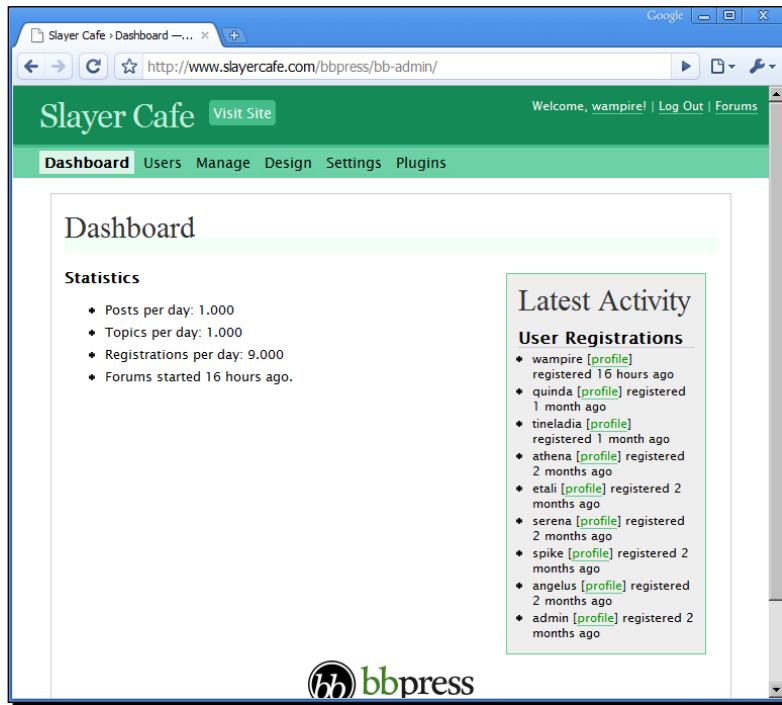 Google
Slayer Cafe › Dashboard —...
http://www.slayercafe.com/bbpress/bb-admin/
Slayer Cafe Visit Site
Welcome, wampire! | Log Out | Forums
Dashboard Users Manage Design Settings Plugins
Dashboard
Statistics
Posts per day: 1.000
Topics per day: 1.000
Registrations per day: 9.000
Forums started 16 hours ago.
Latest Activity
User Registrations
wampire [profile]
registered 16 hours ago
quinda [profile] registered
1 month ago
tineladia [profile]
registered 1 month ago
athena [profile] registered
2 months ago
etali [profile] registered 2
months ago
serena [profile] registered
2 months ago
spike [profile] registered 2
months ago
angelus [profile] registered
2 months ago
admin [profile] registered 2
months ago
bb bbpress